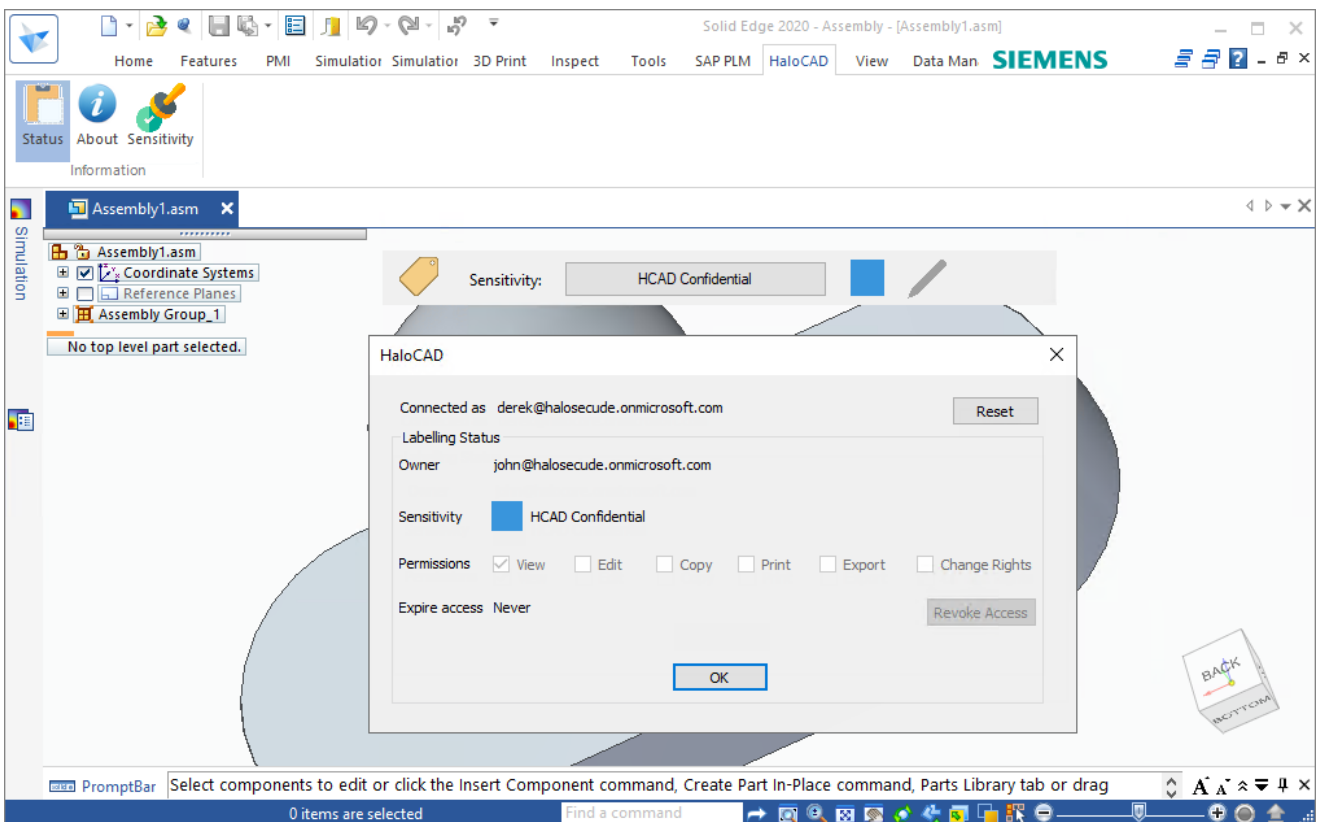 Solid Edge 2020 - Assembly - [Assembly1.asm]
Home Features PMI Simulatior Simulatior 3D Print Inspect Tools SAP PLM HaloCAD View Data Man SIEMENS
Status About Sensitivity
Information
Assembly1.asm
Simulation
Assembly1.asm
Coordinate Systems
Reference Planes
Assembly Group_1
No top level part selected.
Sensitivity: HCAD Confidential
HaloCAD
Connected as derek@halosecude.onmicrosoft.com Reset
Labelling Status
Owner john@halosecude.onmicrosoft.com
Sensitivity HCAD Confidential
Permissions View Edit Copy Print Export Change Rights
Expire access Never Revoke Access
OK
BACK
BOTTOM
PromptBar Select components to edit or click the Insert Component command, Create Part In-Place command, Parts Library tab or drag
0 items are selected Find a command